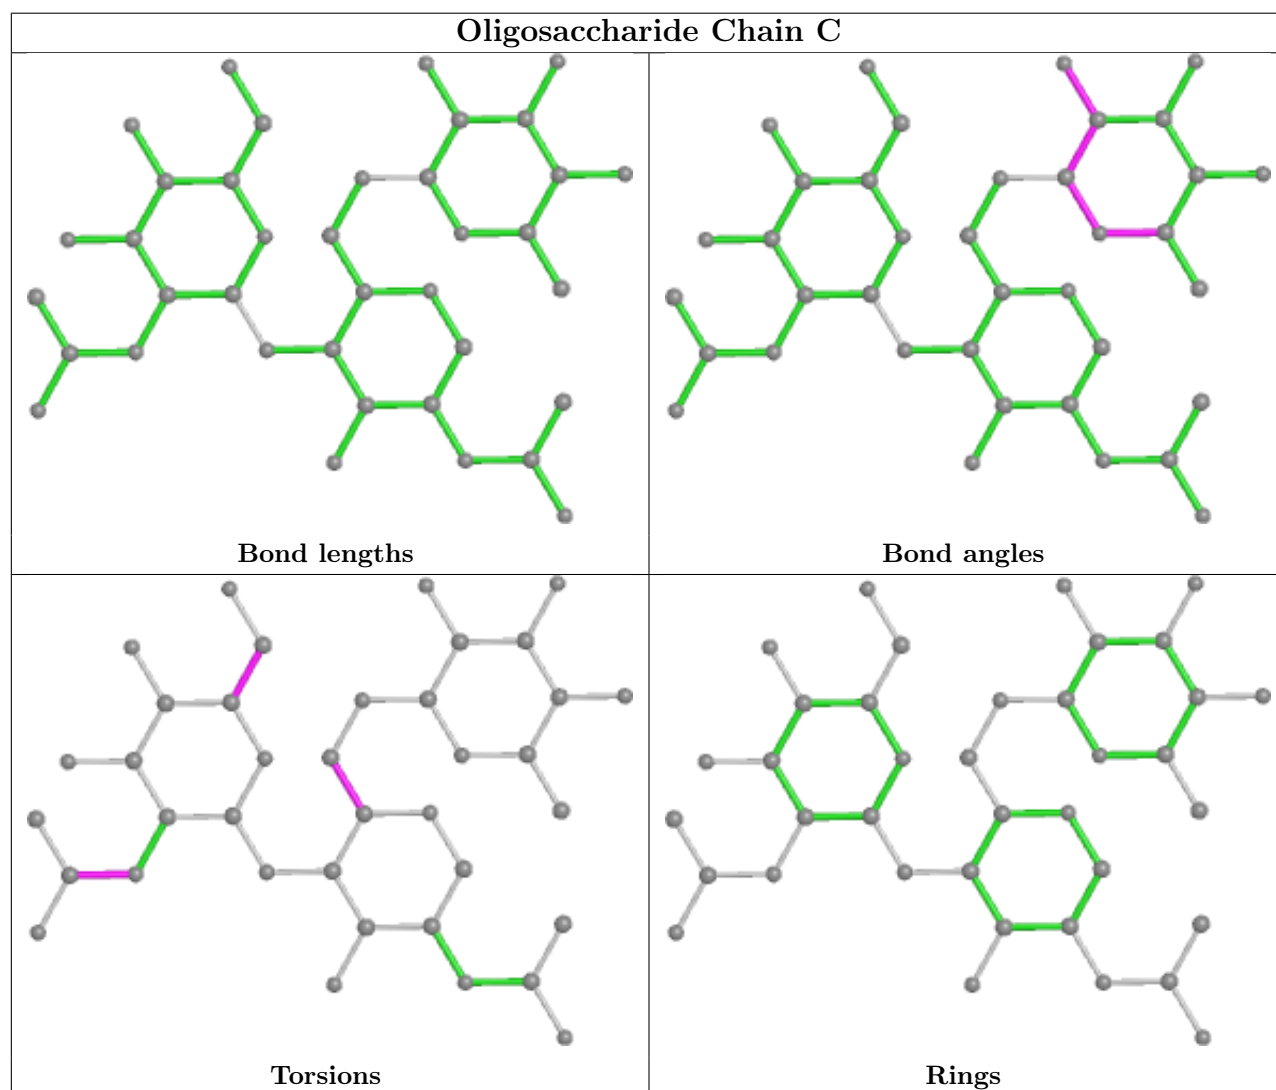 Oligosaccharide Chain C
Bond lengths
Bond angles
Torsions
Rings